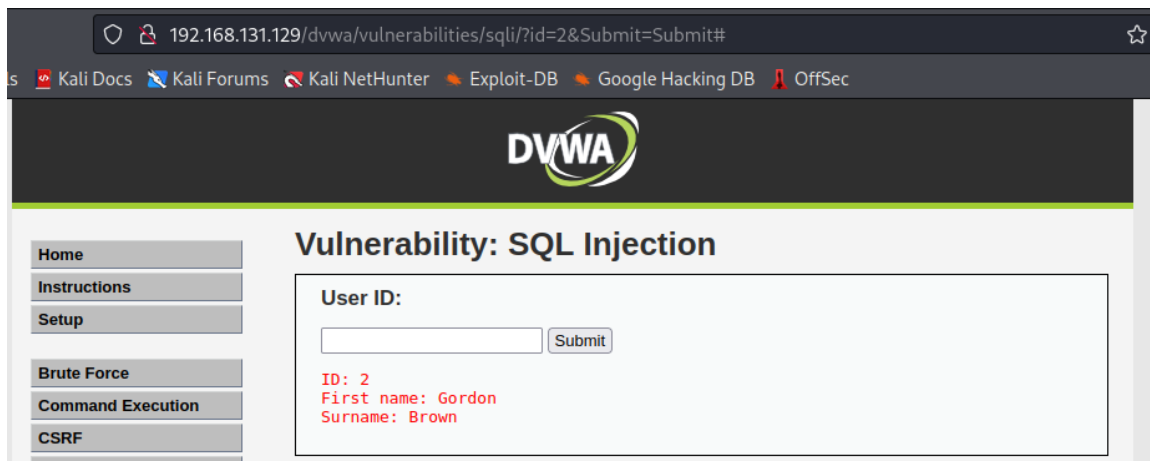 192.168.131.129/dvwa/vulnerabilities/sqli/?id=2&Submit=Submit#
ls Kali Docs Kali Forums Kali NetHunter Exploit-DB Google Hacking DB OffSec
DVWA
Home
Instructions
Setup
Brute Force
Command Execution
CSRF
Vulnerability: SQL Injection
User ID:
Submit
ID: 2
First name: Gordon
Surname: Brown